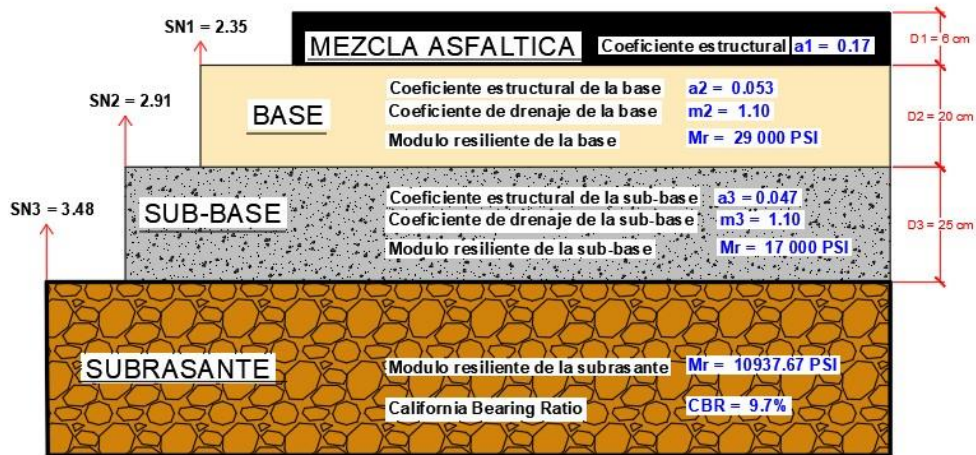 SN1 = 2.35
MEZCLA ASFALTICA
Coeficiente estructural a1 = 0.17
D1 = 6 cm
SN2 = 2.91
BASE
Coeficiente estructural de la base a2 = 0.053
Coeficiente de drenaje de la base m2 = 1.10
Modulo resiliente de la base Mr = 29 000 PSI
D2 = 20 cm
SN3 = 3.48
SUB-BASE
Coeficiente estructural de la sub-base a3 = 0.047
Coeficiente de drenaje de la sub-base m3 = 1.10
Modulo resiliente de la sub-base Mr = 17 000 PSI
D3 = 25 cm
SUBRASANTE
Modulo resiliente de la subrasante Mr = 10937.67 PSI
California Bearing Ratio CBR = 9.7%